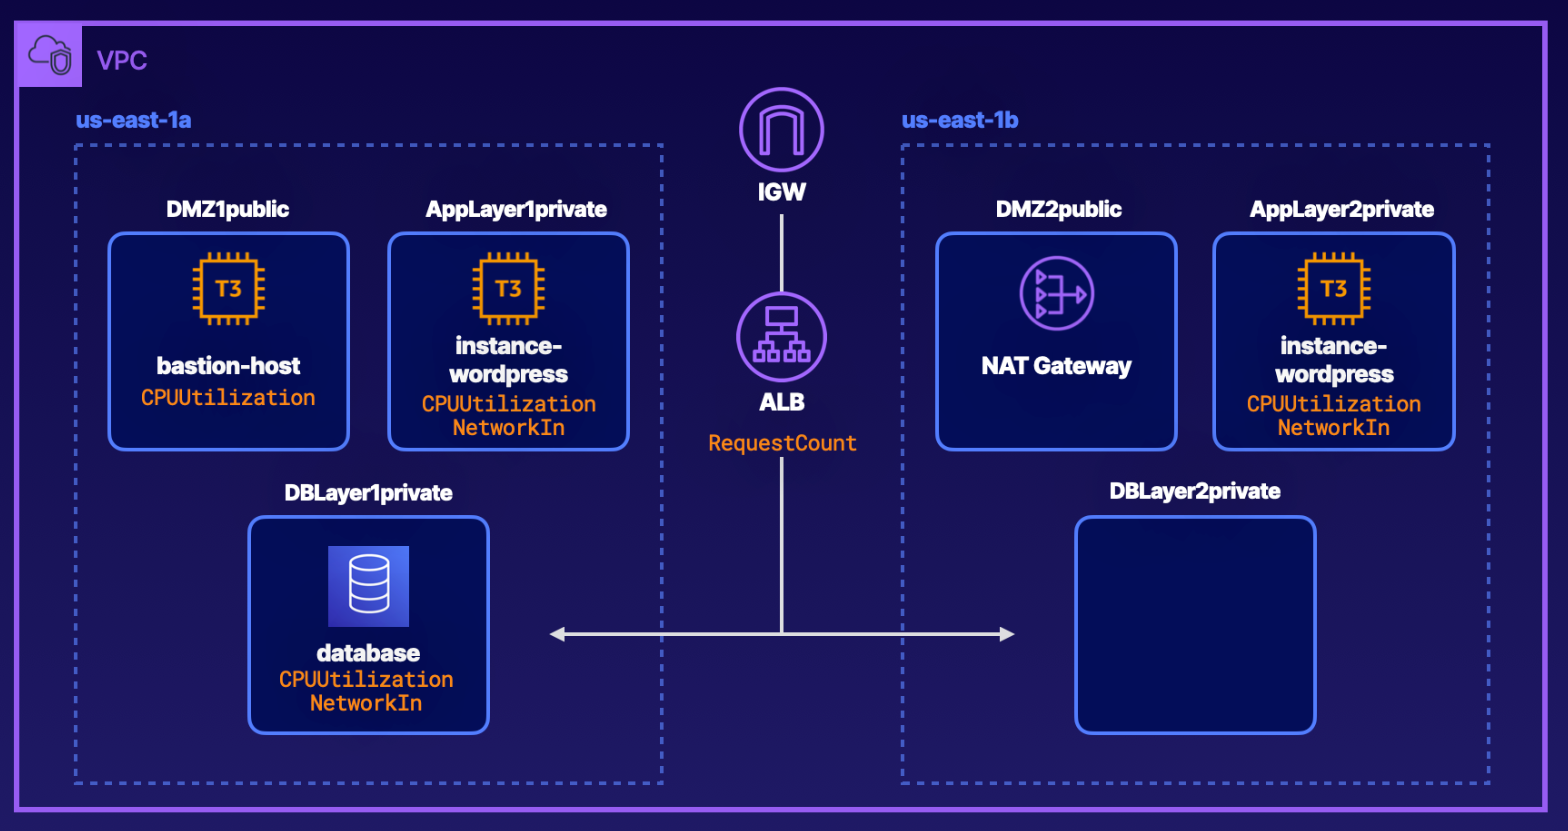 VPC
us-east-1a
us-east-1b
IGW
DMZ1public
AppLayer1private
DMZ2public
AppLayer2private
T3
bastion-host
CPUUtilization
T3
instance-
wordpress
CPUUtilization
NetworkIn
ALB
RequestCount
NAT Gateway
T3
instance-
wordpress
CPUUtilization
NetworkIn
DBLayer1private
DBLayer2private
database
CPUUtilization
NetworkIn